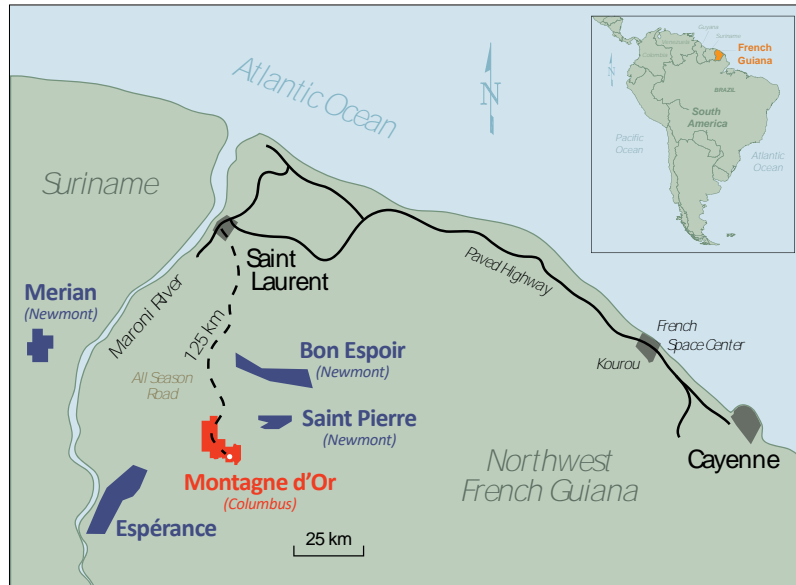 Atlantic Ocean
N
Suriname
Saint
Laurent
Maroni River
Merian
(Newmont)
125 km
All Season
Road
Bon Espoir
(Newmont)
Saint Pierre
(Newmont)
Montagne d'Or
(Columbus)
Espérance
25 km
Paved Highway
French
Space Center
Kourou
Cayenne
Northwest
French Guiana
Guyana
Suriname
Venezuela
Colombia
French
Guiana
N
BRAZIL
South
America
Pacific
Ocean
Atlantic
Ocean